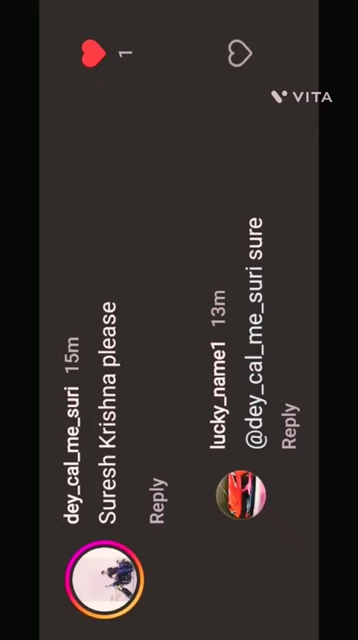 dey_cal_me_suri 15m
Suresh Krishna please
Reply
1
lucky_name1 13m
@dey_cal_me_suri sure
Reply
VITA